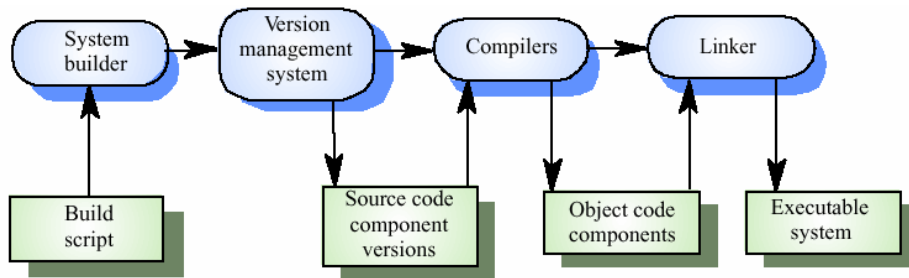 System
builder
Version
management
system
Compilers
Linker
Build
script
Source code
component
versions
Object code
components
Executable
system